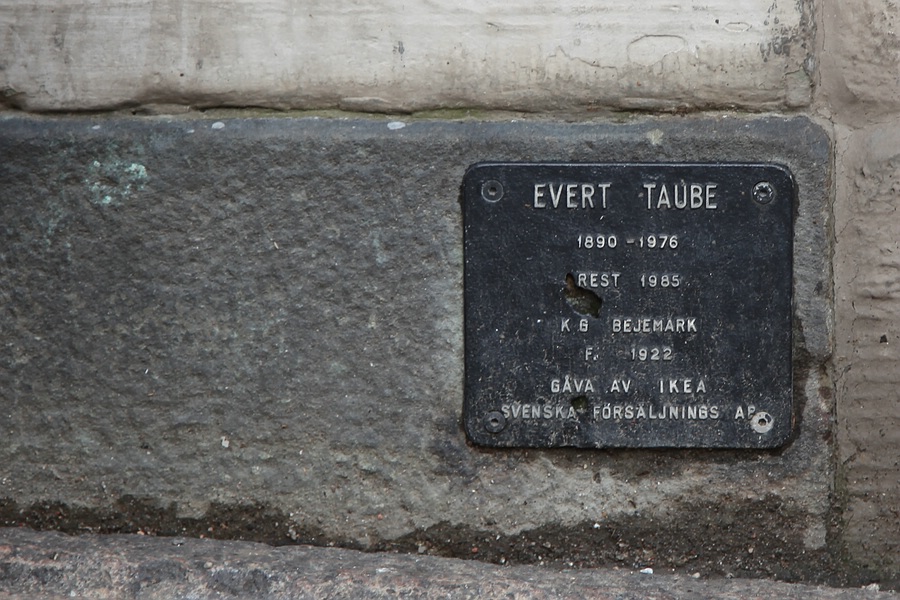 EVERT TAUBE
1890 - 1976
REST 1985
K G BEJEMARK
F. 1922
GÅVA AV IKEA
SVENSKA FÖRSÄLJNINGS AB